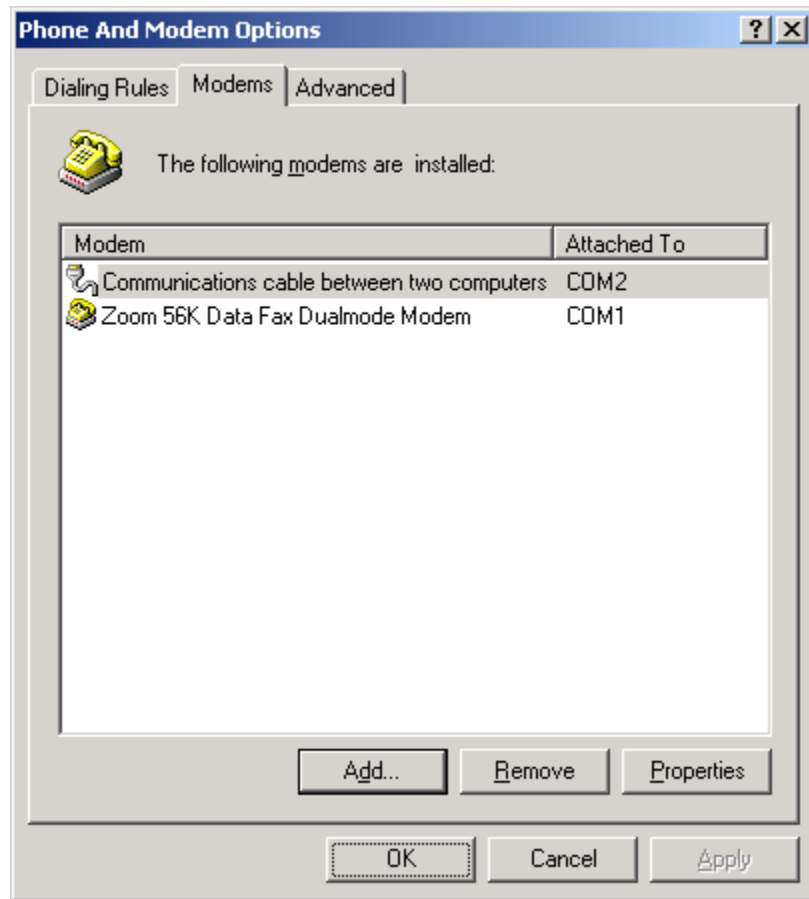 Phone And Modem Options ? X
Dialing Rules Modems Advanced
The following modems are installed:
Modem Attached To
Communications cable between two computers COM2
Zoom 56K Data Fax Dualmode Modem COM1
Add... Remove Properties
OK Cancel Apply